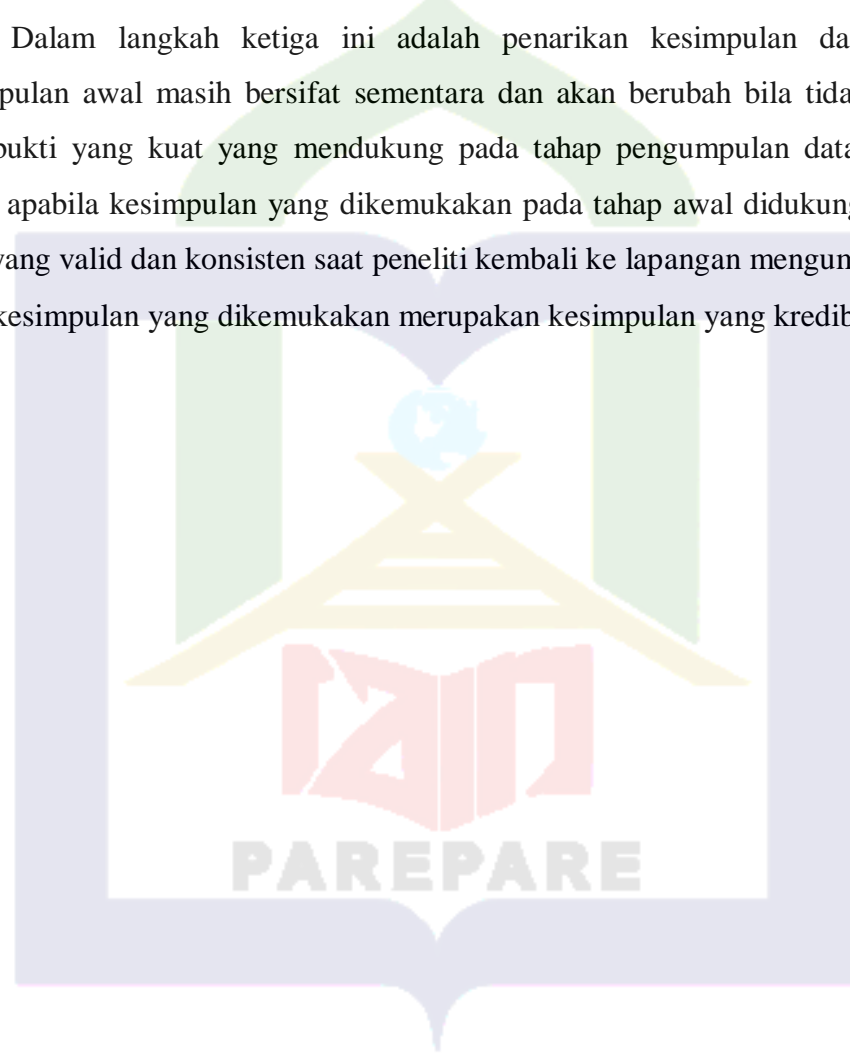 Dalam langkah ketiga ini adalah penarikan kesimpulan da
pulan awal masih bersifat sementara dan akan berubah bila tida
bukti yang kuat yang mendukung pada tahap pengumpulan data
apabila kesimpulan yang dikemukakan pada tahap awal didukung
yang valid dan konsisten saat peneliti kembali ke lapangan mengum
kesimpulan yang dikemukakan merupakan kesimpulan yang kredib
iain
PAREPARE